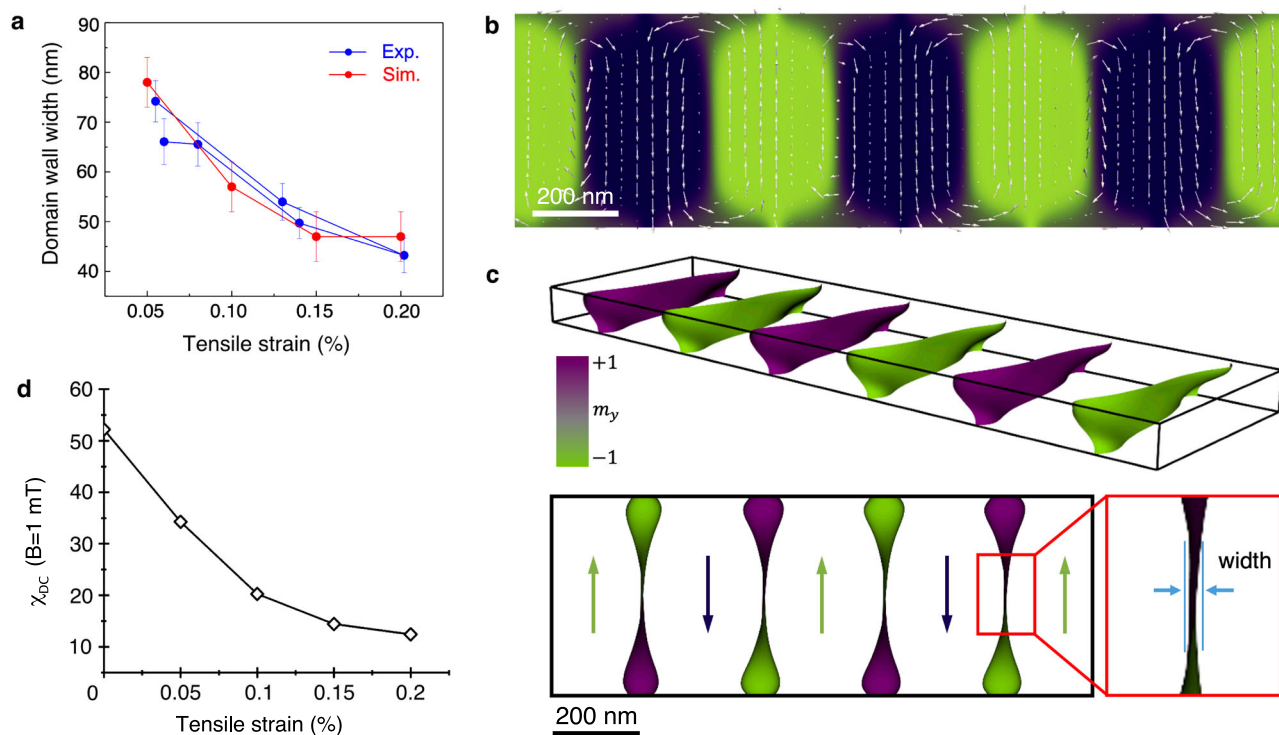 a
90
80
70
60
50
40
Domain wall width (nm)
Exp.
Sim.
0.05
0.10
0.15
0.20
Tensile strain (%)
b
200 nm
c
+1
m_y
−1
width
200 nm
d
60
50
40
30
20
10
χDC (B=1 mT)
0
0.05
0.1
0.15
0.2
Tensile strain (%)